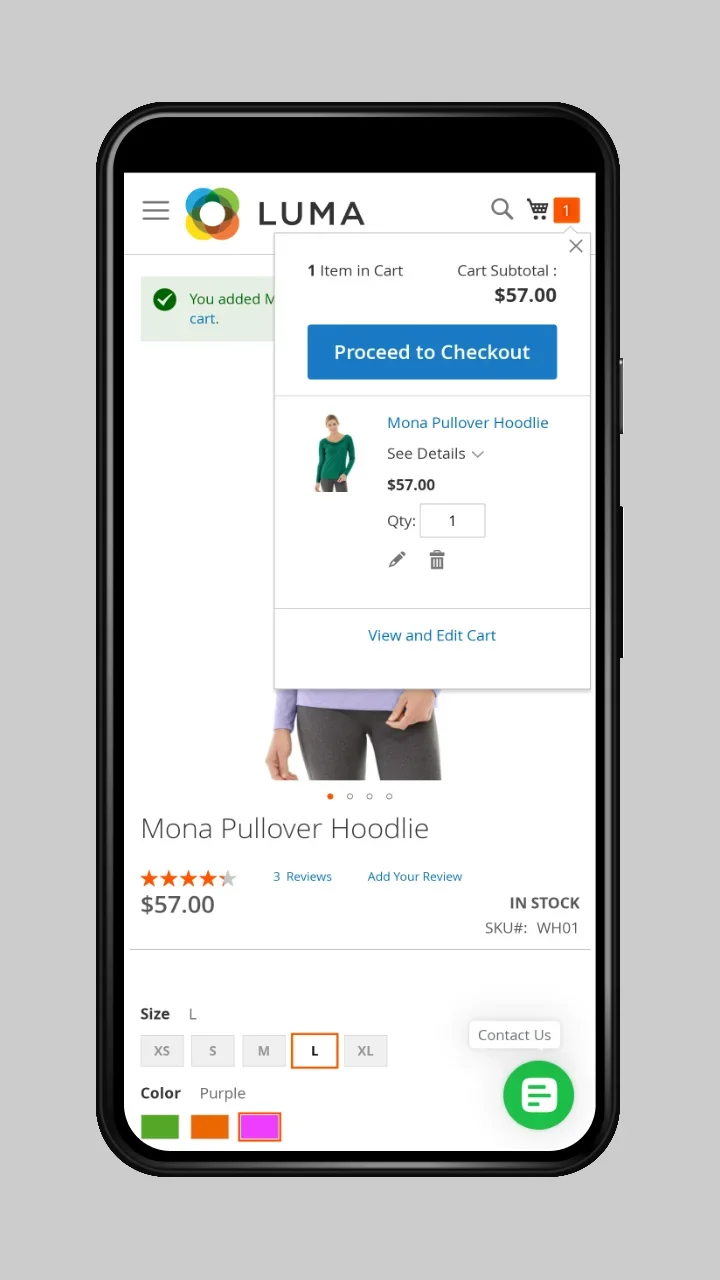 LUMA
1
1 Item in Cart
Cart Subtotal :
$57.00
You added M
cart.
Proceed to Checkout
Mona Pullover Hoodlie
See Details
$57.00
Qty: 1
View and Edit Cart
Mona Pullover Hoodlie
3 Reviews Add Your Review
$57.00
IN STOCK
SKU#: WH01
Size L
XS S M L XL
Contact Us
Color Purple